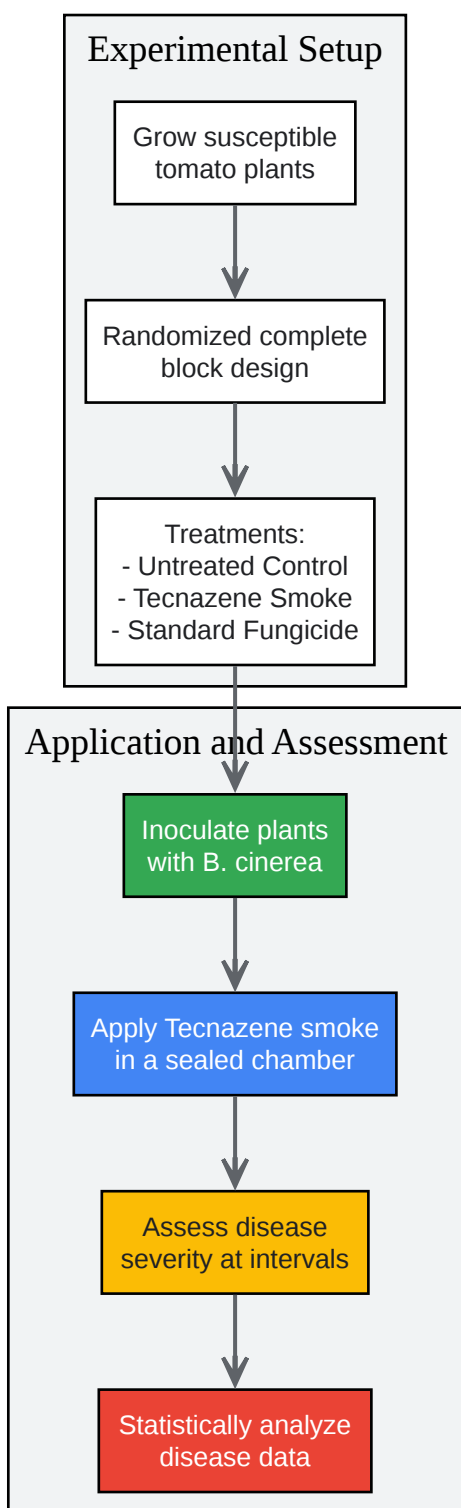 Experimental Setup
Grow susceptible
tomato plants
Randomized complete
block design
Treatments:
- Untreated Control
- Tecnazene Smoke
- Standard Fungicide
Application and Assessment
Inoculate plants
with B. cinerea
Apply Tecnazene smoke
in a sealed chamber
Assess disease
severity at intervals
Statistically analyze
disease data